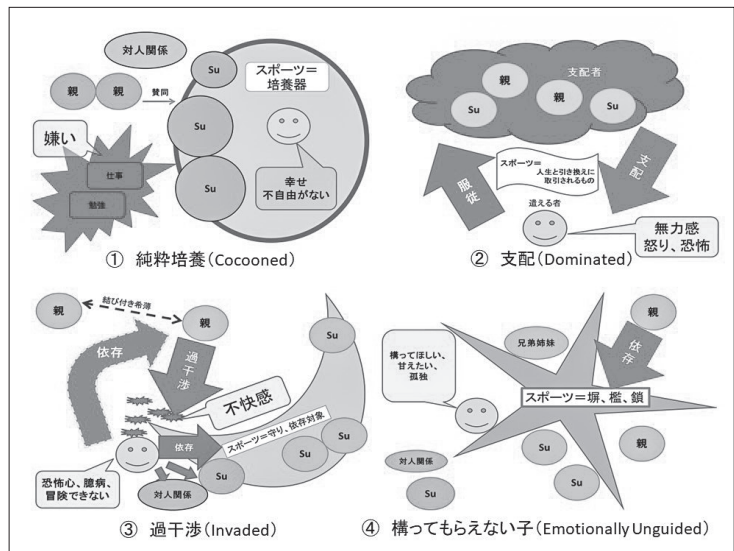 対人関係
親
親
賛同
Su
Su
Su
スポーツ＝
培養器
嫌い
仕事
勉強
幸せ
不自由がない
① 純粋培養(Cocooned)
支配者
親
Su
親
Su
服従
スポーツ＝
人生と引き換えに
取引されるもの
支配
遣える者
無力感
怒り、恐怖
② 支配(Dominated)
親
結び付き希薄
親
依存
過干渉
不快感
依存
スポーツ＝守り、依存対象
Su
Su
Su
Su
恐怖心、臆病、
冒険できない
対人関係
③ 過干渉(Invaded)
構ってほしい、
甘えたい、
孤独
兄弟姉妹
親
依存
スポーツ＝塀、檻、鎖
親
Su
Su
対人関係
Su
④ 構ってもらえない子(Emotionally Unguided)